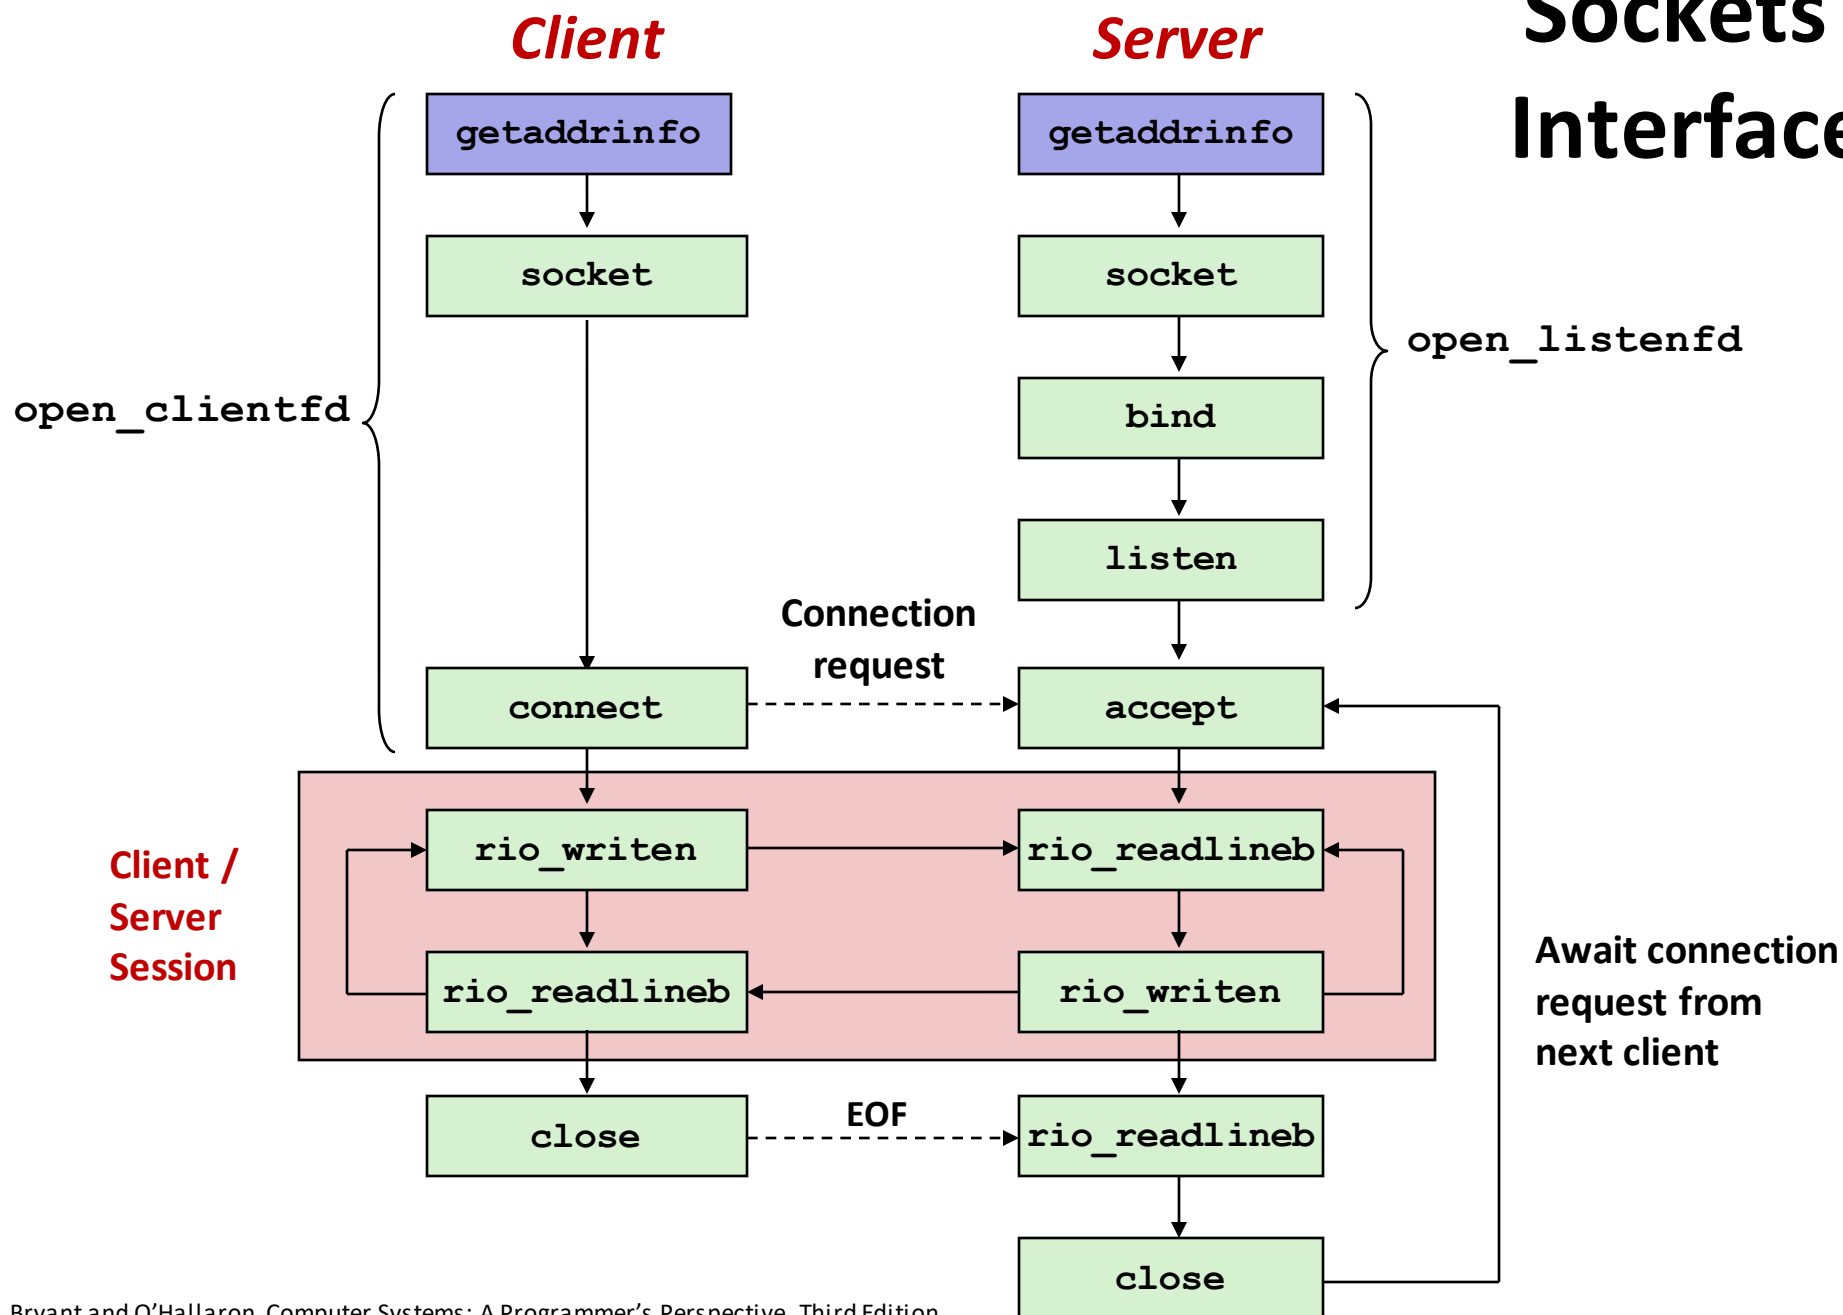 Client
Server
Sockets
Interface
getaddrinfo
getaddrinfo
socket
socket
open_listenfd
open_clientfd
bind
listen
Connection
request
connect
accept
Client /
Server
Session
rio_writen
rio_readlineb
rio_readlineb
rio_writen
Await connection
request from
next client
close
EOF
rio_readlineb
close
Bryant and O'Hallaron, Computer Systems: A Programmer's Perspective, Third Edition